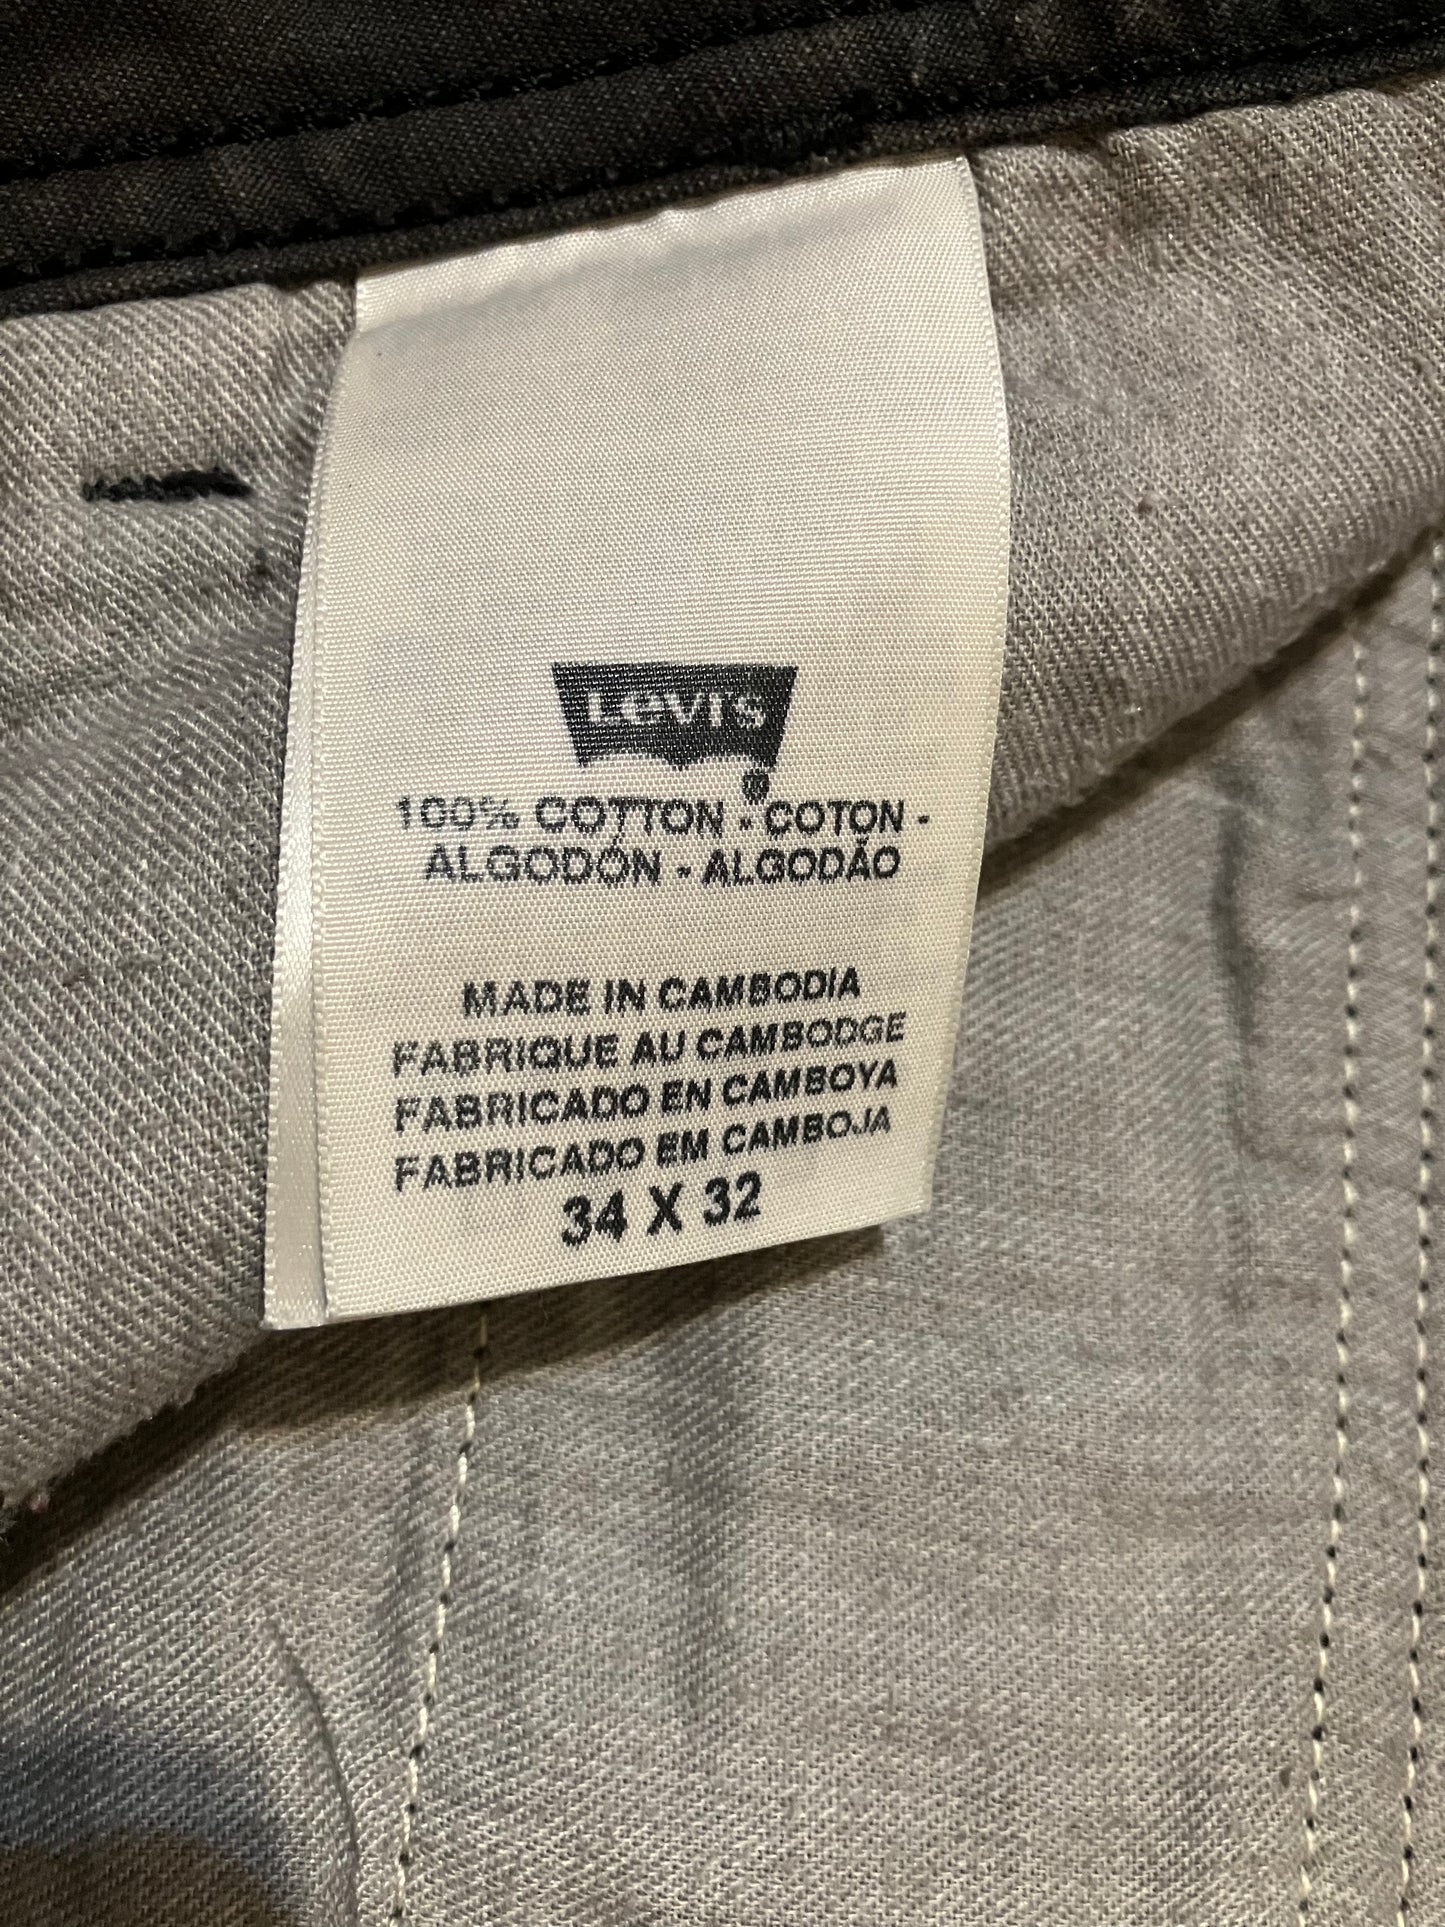 Levi's
®
100% COTTON - COTON -
ALGODÓN - ALGODÃO
MADE IN CAMBODIA
FABRIQUE AU CAMBODGE
FABRICADO EN CAMBOYA
FABRICADO EM CAMBOJA
34 X 32